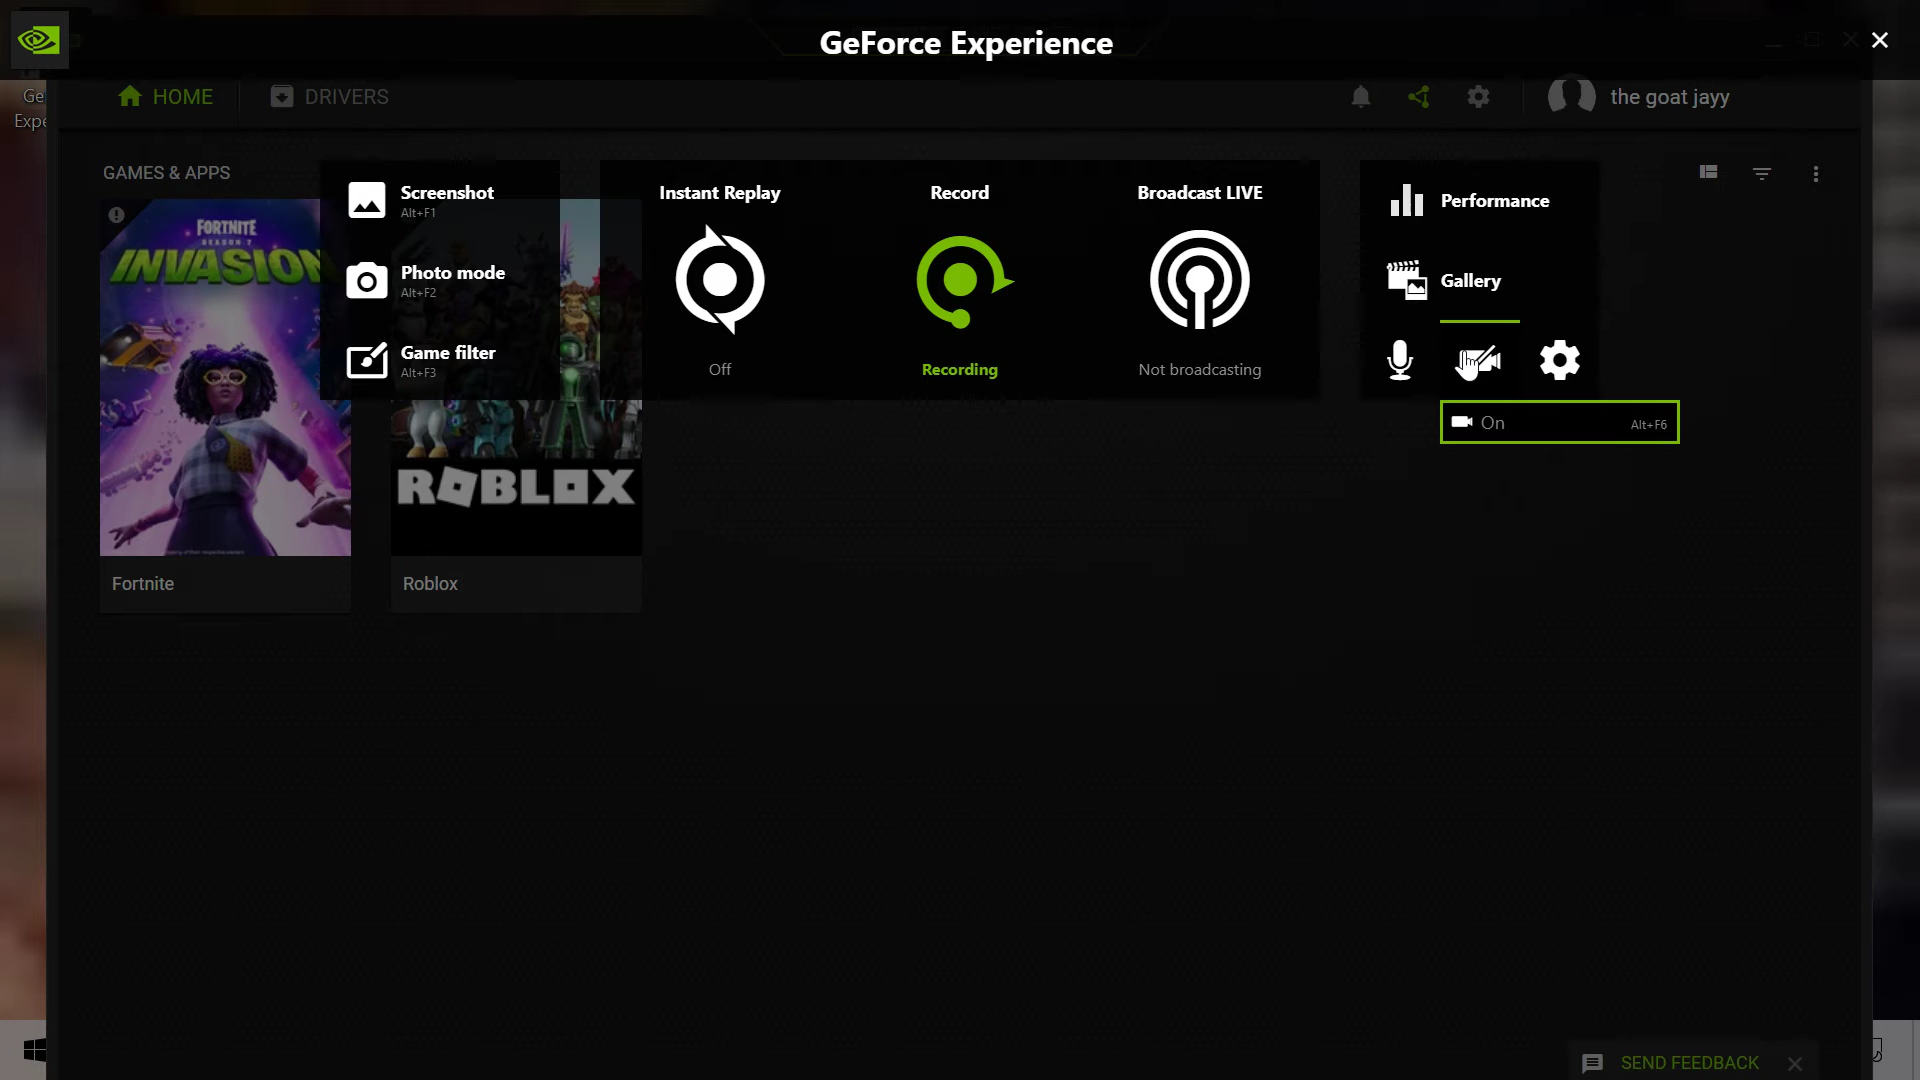 GeForce Experience
Ge
Expe
HOME
DRIVERS
the goat jayy
GAMES & APPS
Screenshot
Alt+F1
Photo mode
Alt+F2
Game filter
Alt+F3
Instant Replay
Off
Record
Recording
Broadcast LIVE
Not broadcasting
Performance
Gallery
On
Alt+F6
FORTNITE
SEASON 7
INVASION
ROBLOX
Fortnite
Roblox
SEND FEEDBACK